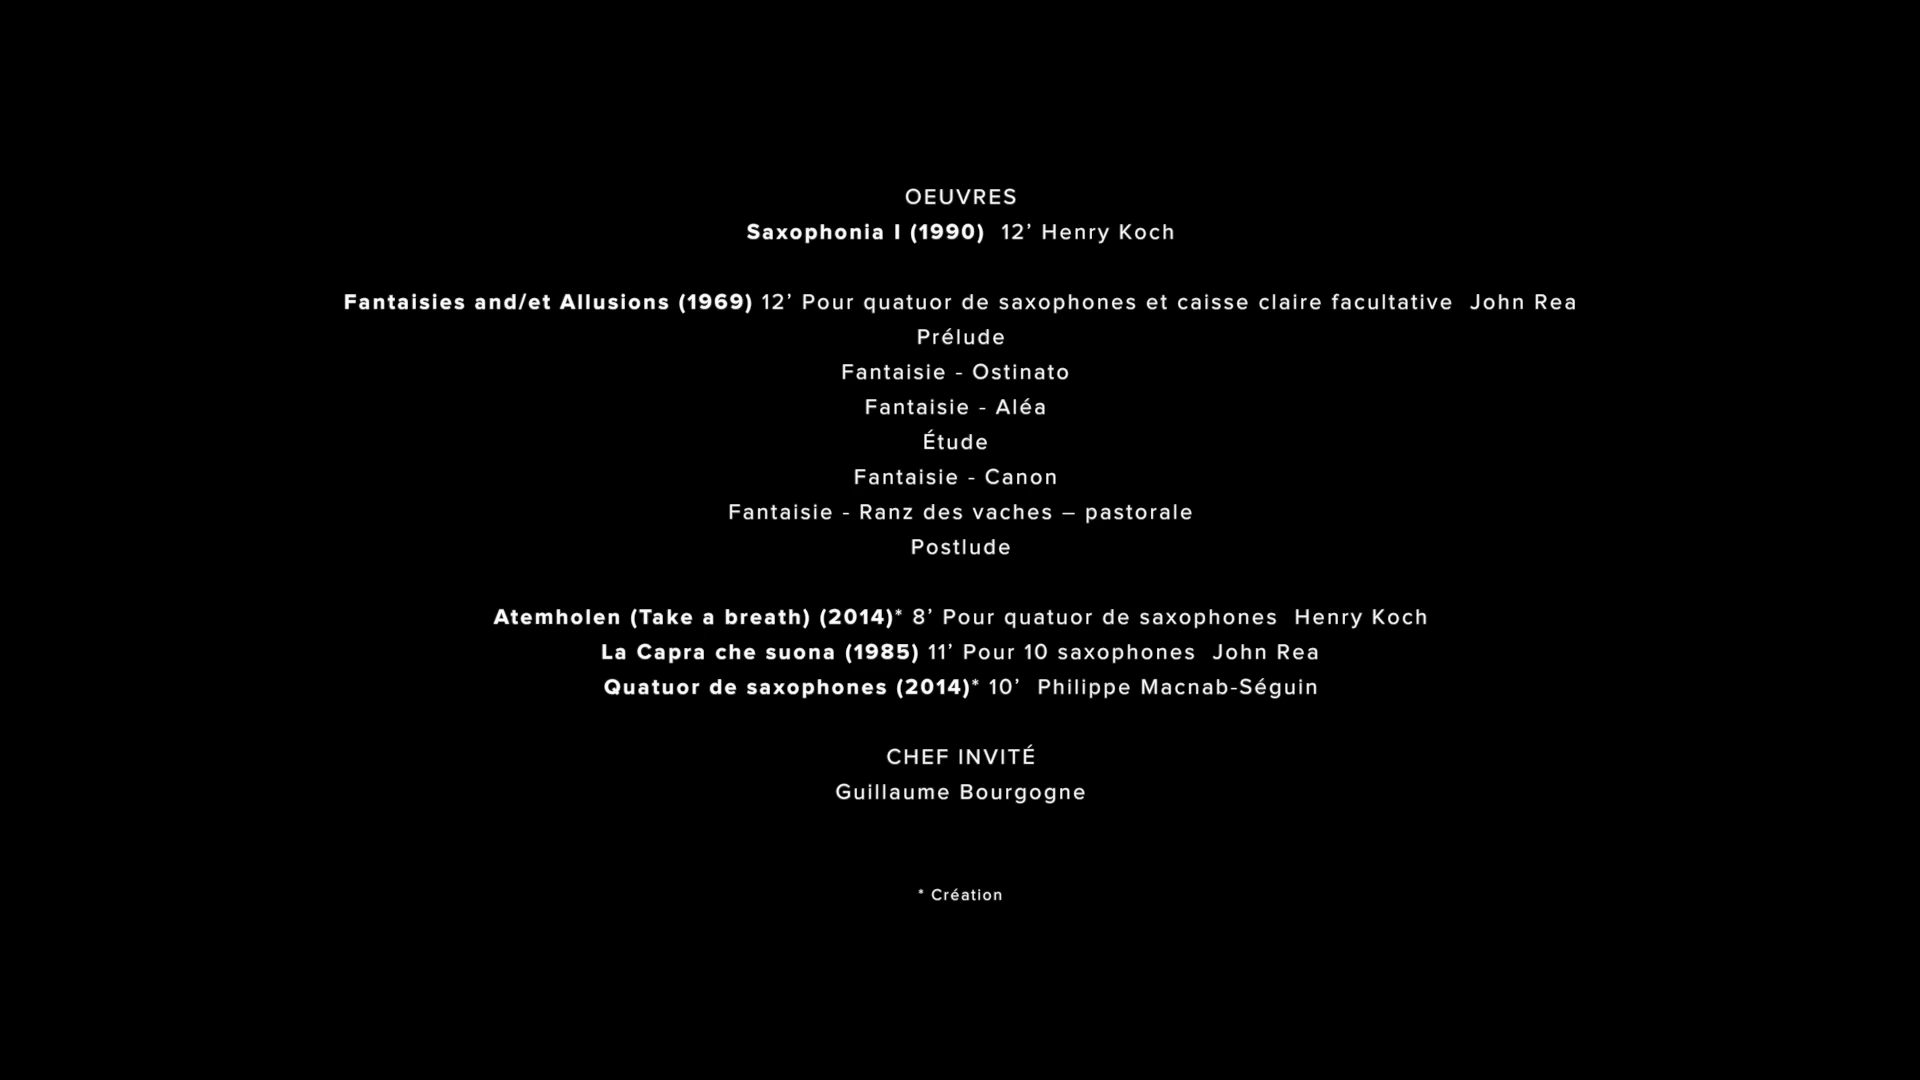 OEUVRES
Saxophonia I (1990)  12’ Henry Koch
Fantaisies and/et Allusions (1969) 12’ Pour quatuor de saxophones et caisse claire facultative  John Rea
Prélude
Fantaisie - Ostinato
Fantaisie - Aléa
Étude
Fantaisie - Canon
Fantaisie - Ranz des vaches – pastorale
Postlude
Atemholen (Take a breath) (2014)* 8’ Pour quatuor de saxophones  Henry Koch
La Capra che suona (1985) 11’ Pour 10 saxophones  John Rea
Quatuor de saxophones (2014)* 10’  Philippe Macnab-Séguin
CHEF INVITÉ
Guillaume Bourgogne
* Création